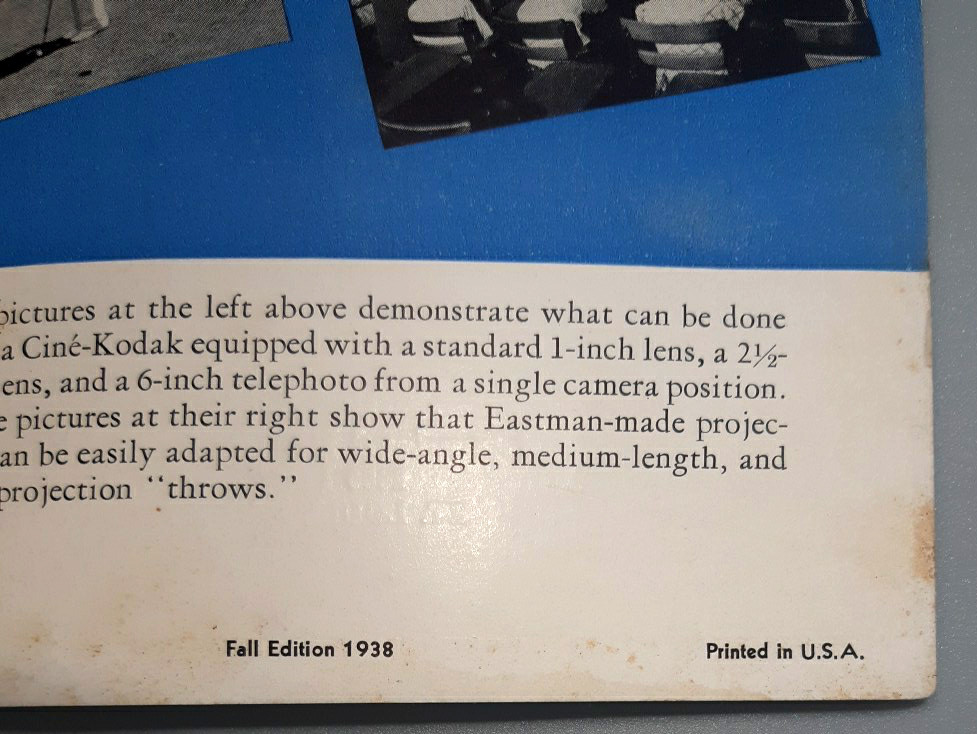 pictures at the left above demonstrate what can be done
a Ciné-Kodak equipped with a standard 1-inch lens, a 2½-
ens, and a 6-inch telephoto from a single camera position.
e pictures at their right show that Eastman-made projec-
an be easily adapted for wide-angle, medium-length, and
projection “throws.”
Fall Edition 1938
Printed in U.S.A.